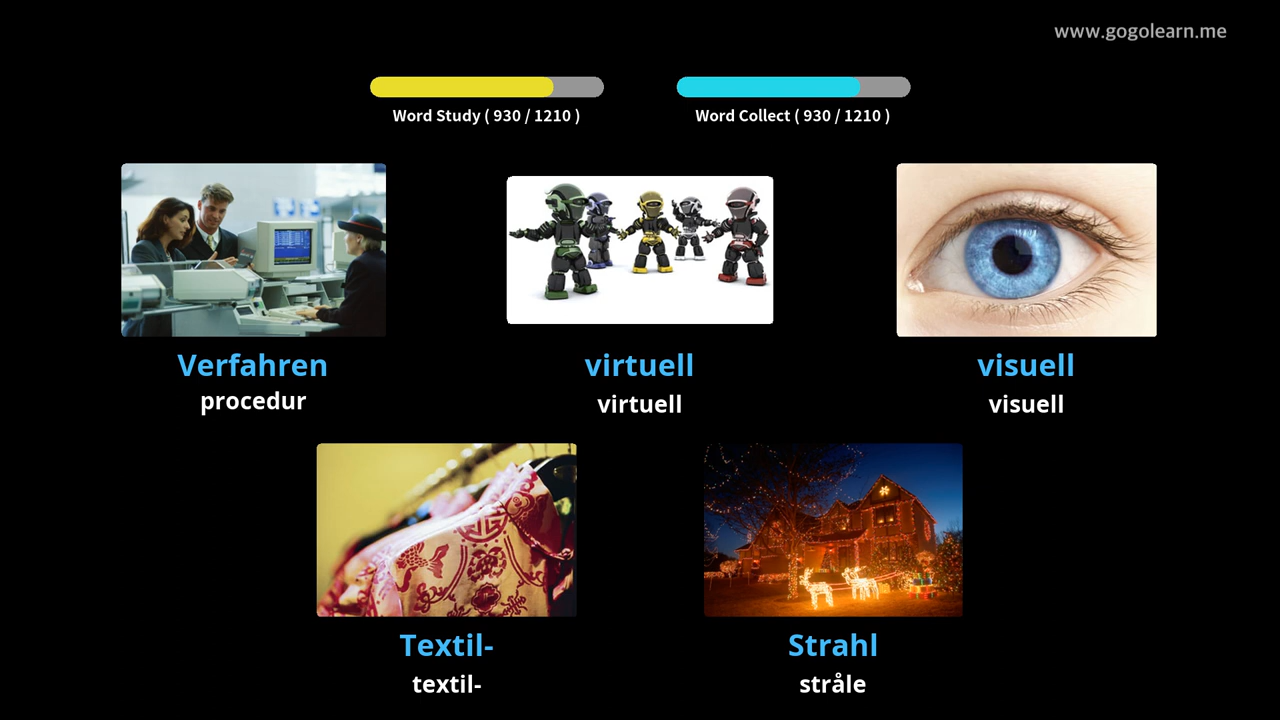 www.gogolearn.me
Word Study ( 930 / 1210 )
Word Collect ( 930 / 1210 )
Verfahren
procedur
virtuell
virtuell
visuell
visuell
Textil-
textil-
Strahl
stråle